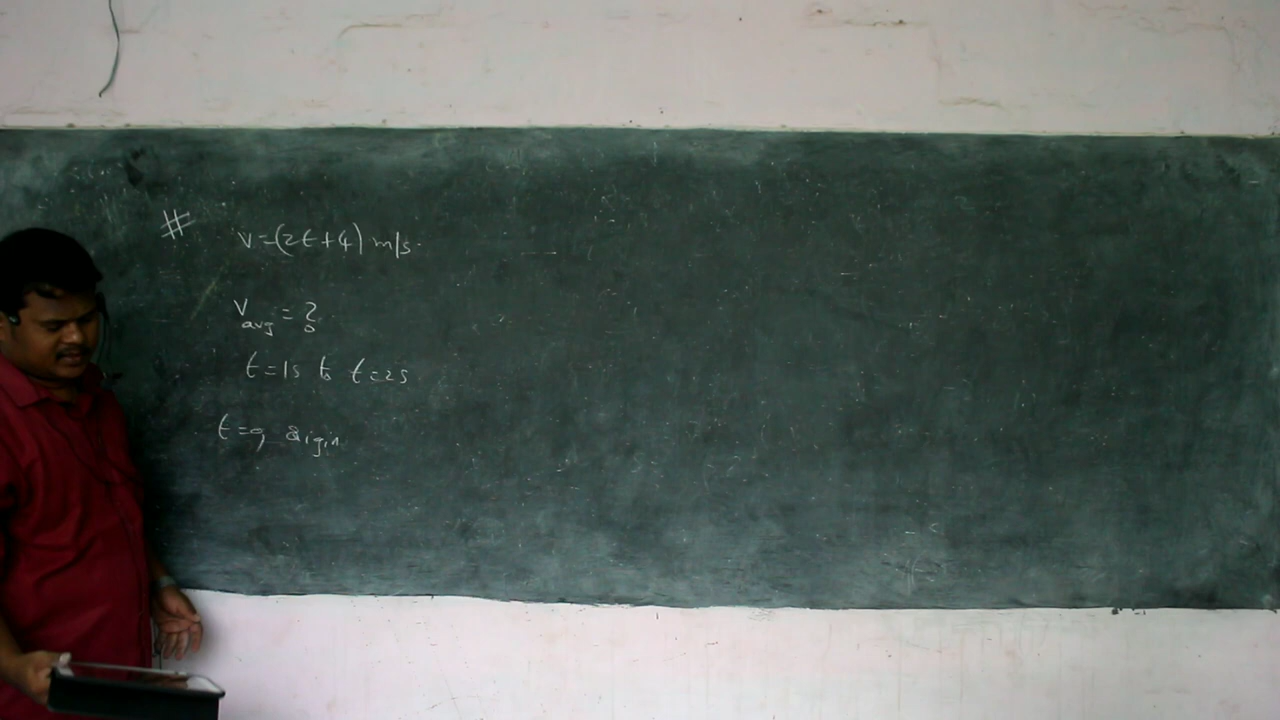 # v=(2t+4) m/s.
v avg = ?
t=1s to t=2s
t=0, origin